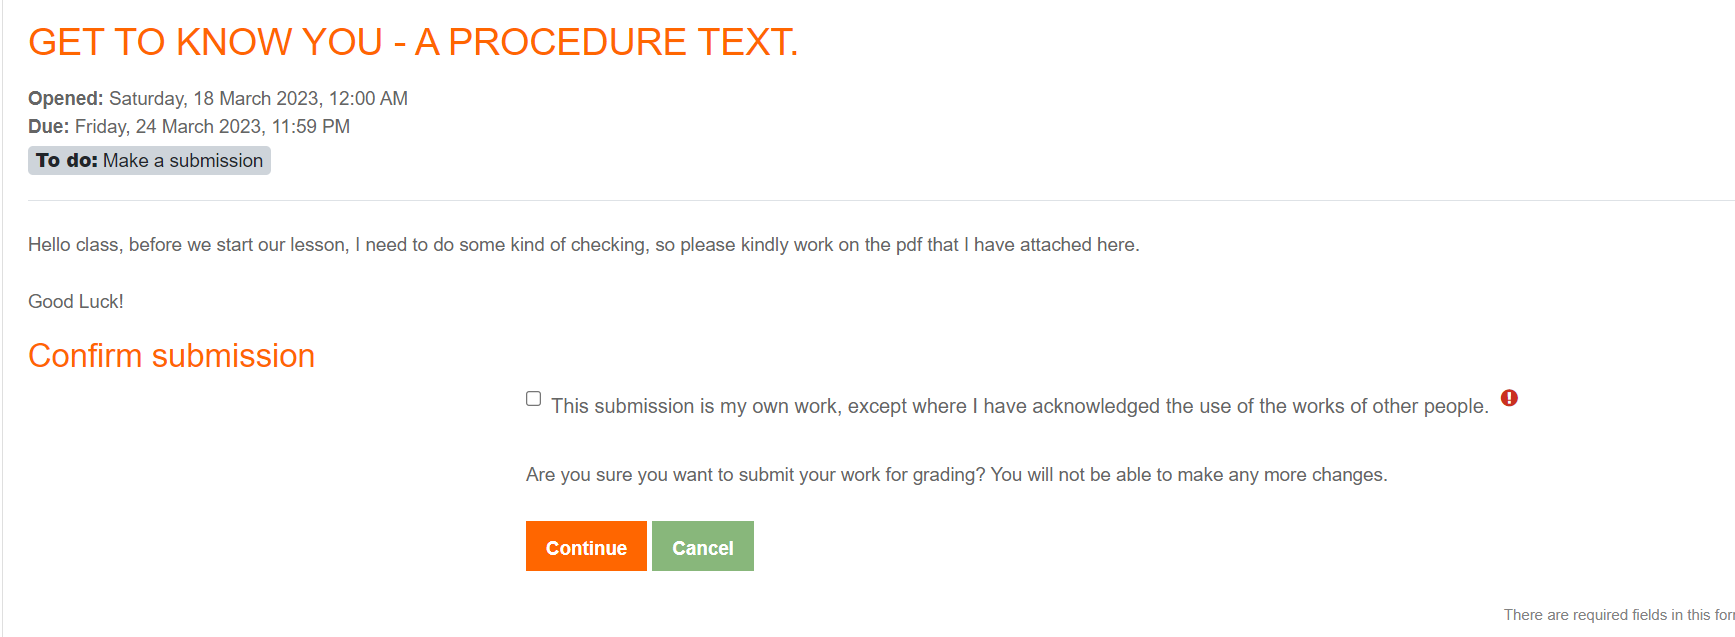 GET TO KNOW YOU - A PROCEDURE TEXT.
Opened: Saturday, 18 March 2023, 12:00 AM
Due: Friday, 24 March 2023, 11:59 PM
To do: Make a submission
Hello class, before we start our lesson, I need to do some kind of checking, so please kindly work on the pdf that I have attached here.
Good Luck!
Confirm submission
This submission is my own work, except where I have acknowledged the use of the works of other people.
Are you sure you want to submit your work for grading? You will not be able to make any more changes.
Continue Cancel
There are required fields in this